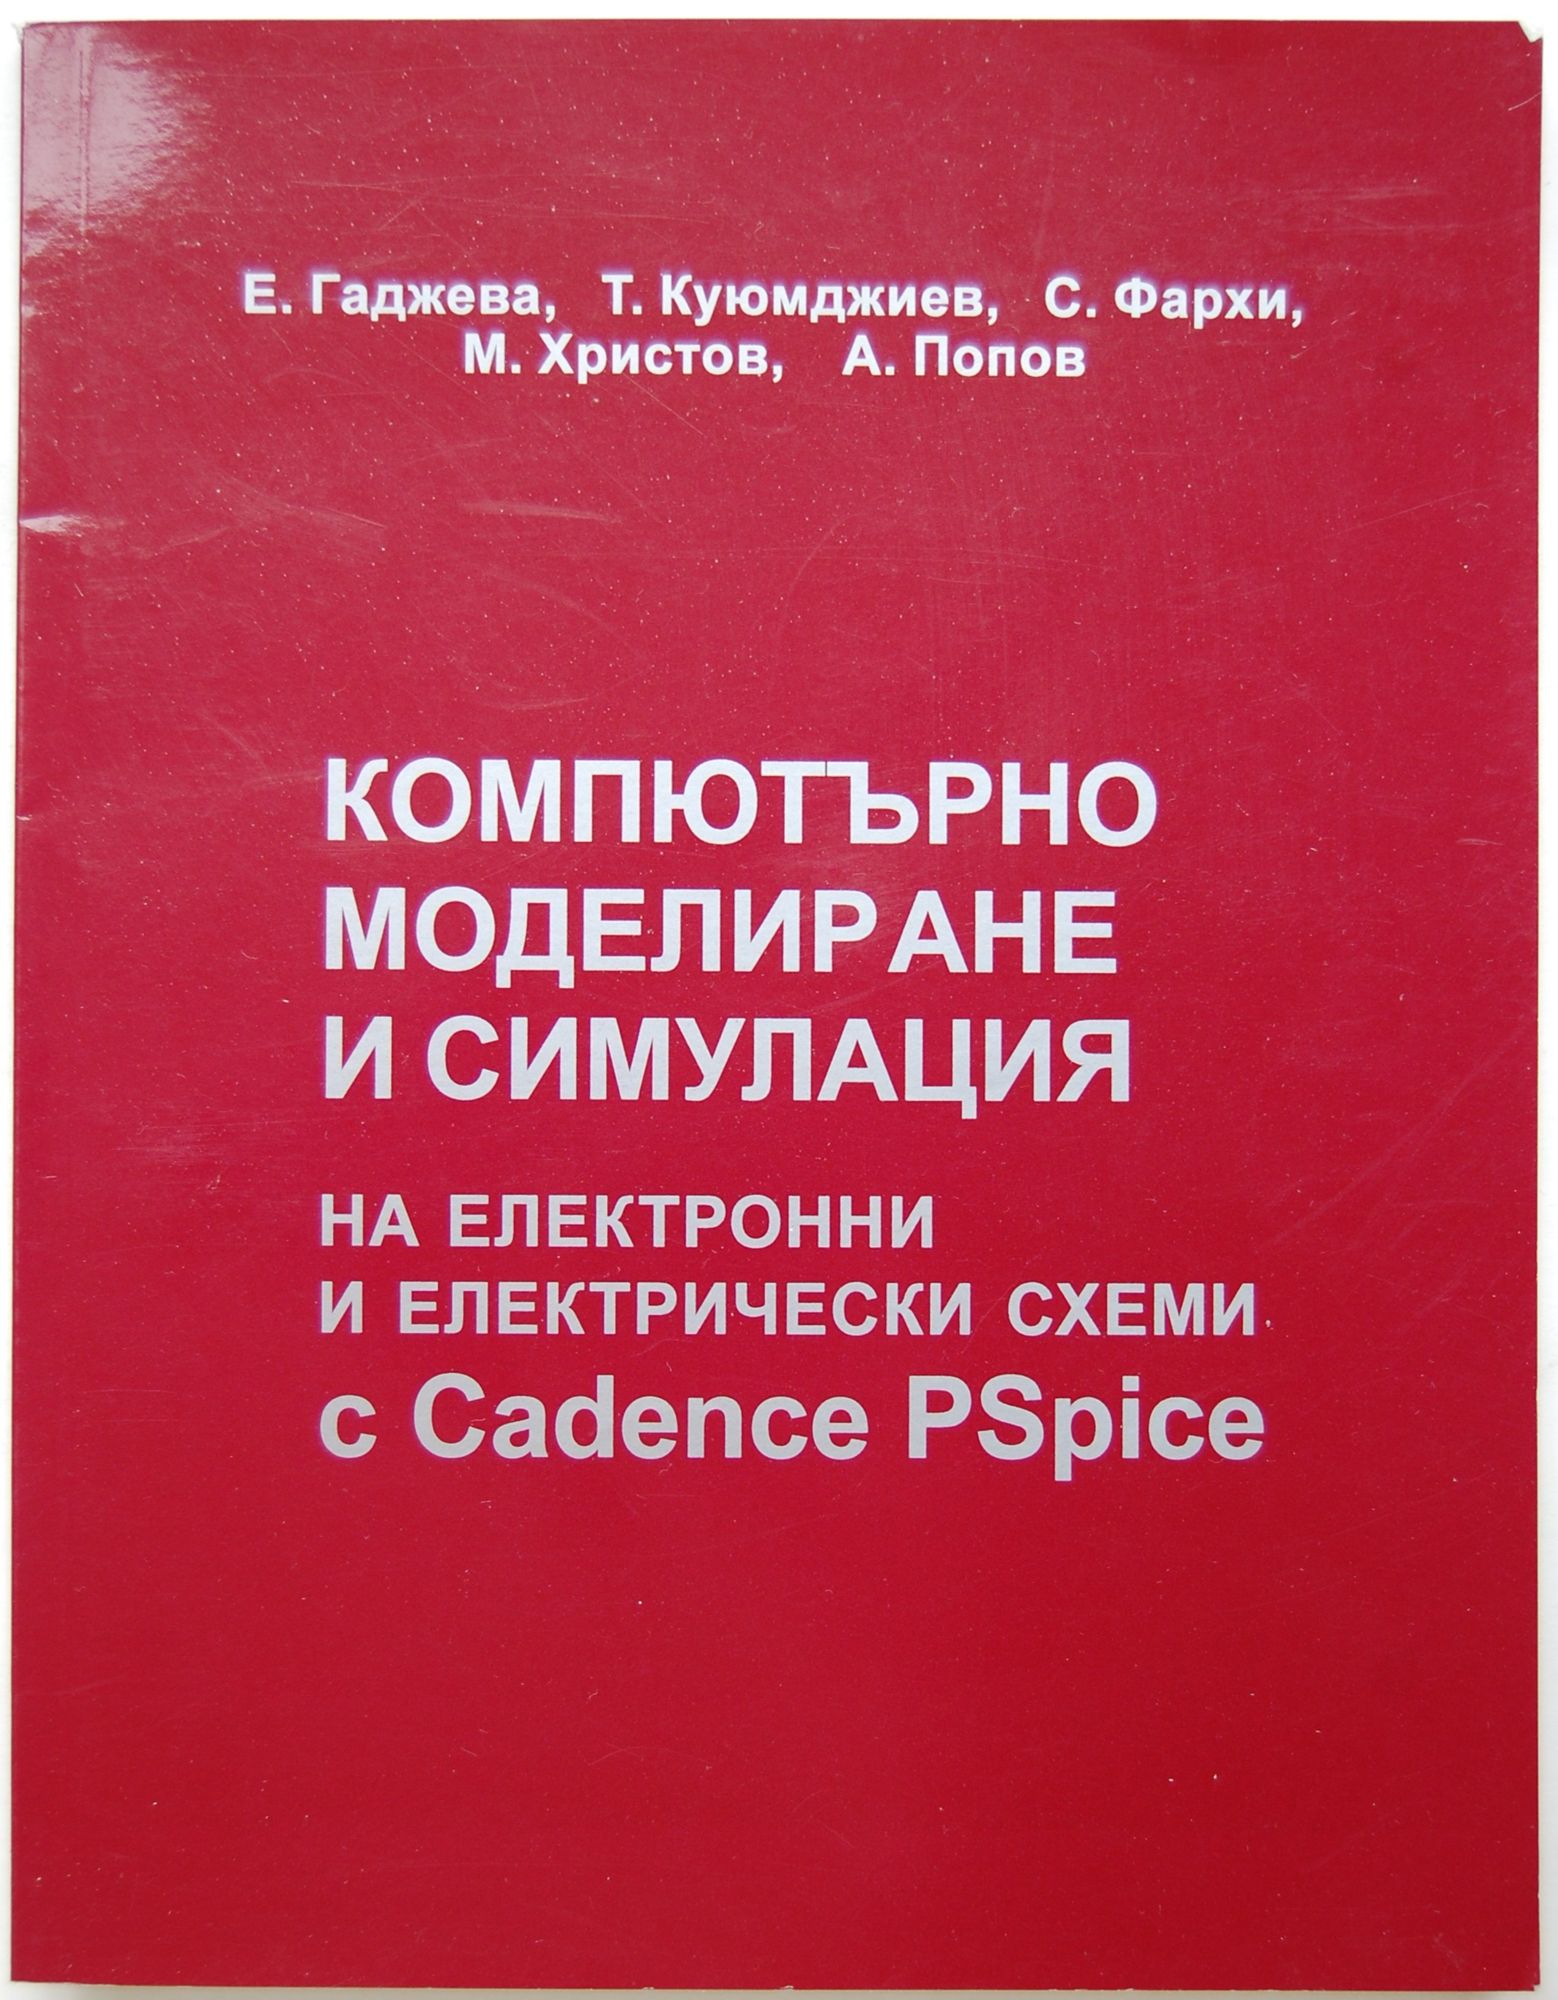 Е. Гаджева, Т. Куюмджиев, С. Фархи,
М. Христов, А. Попов
КОМПЮТЪРНО
МОДЕЛИРАНЕ
И СИМУЛАЦИЯ
НА ЕЛЕКТРОННИ
И ЕЛЕКТРИЧЕСКИ СХЕМИ
с Cadence PSpice